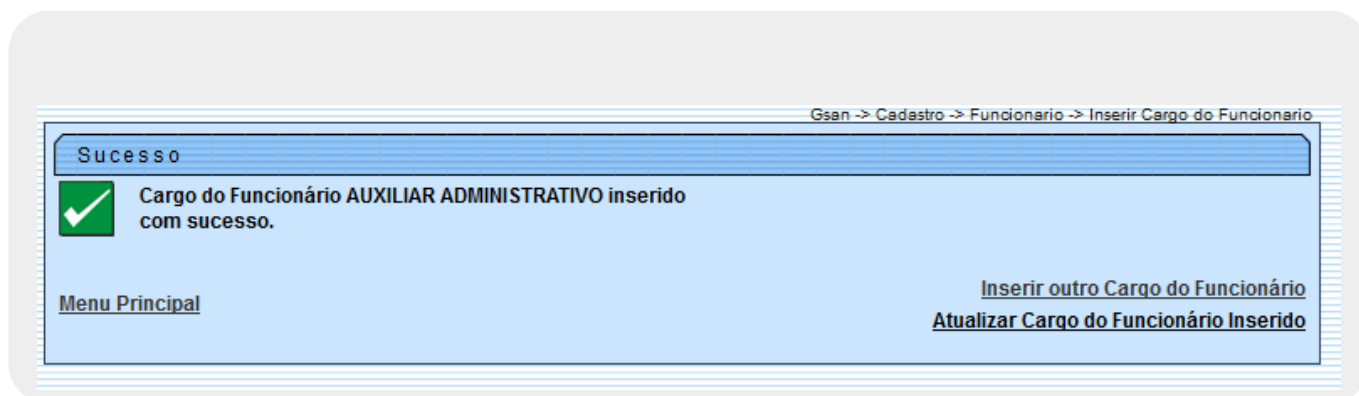 Gsan -> Cadastro -> Funcionario -> Inserir Cargo do Funcionario
Sucesso
Cargo do Funcionário AUXILIAR ADMINISTRATIVO inserido
com sucesso.
Inserir outro Cargo do Funcionário
Menu Principal
Atualizar Cargo do Funcionário Inserido